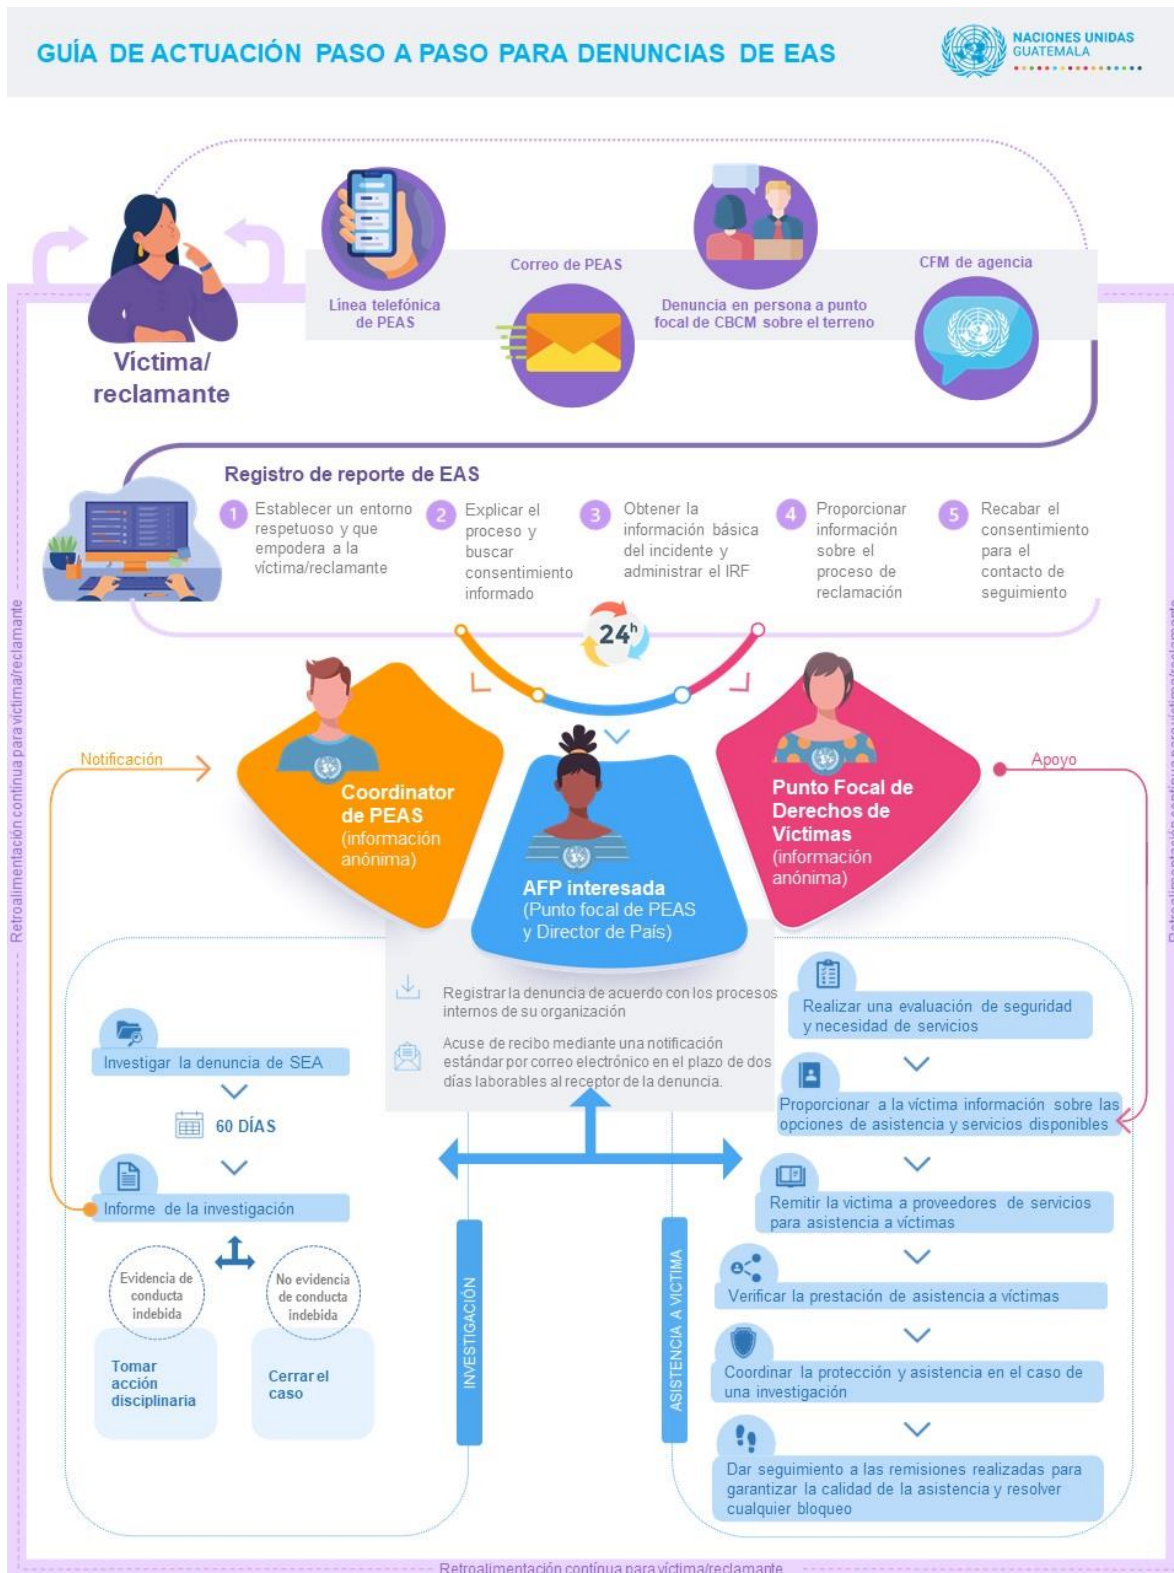 GUÍA DE ACTUACIÓN PASO A PASO PARA DENUNCIAS DE EAS
NACIONES UNIDAS
GUATEMALA
Víctima/
reclamante
Línea telefónica
de PEAS
Correo de PEAS
Denuncia en persona a punto
focal de CBCM sobre el terreno
CFM de agencia
Registro de reporte de EAS
1
Establecer un entorno
respetuoso y que
empodera a la
víctima/reclamante
2
Explicar el
proceso y
buscar
consentimiento
informado
3
Obtener la
información básica
del incidente y
administrar el IRF
4
Proporcionar
información
sobre el
proceso de
reclamación
5
Recabar el
consentimiento
para el
contacto de
seguimiento
24h
Notificación
Coordinator
de PEAS
(información
anónima)
AFP interesada
(Punto focal de PEAS
y Director de País)
Punto Focal de
Derechos de
Víctimas
(información
anónima)
Apoyo
Registrar la denuncia de acuerdo con los procesos
internos de su organización
Acuse de recibo mediante una notificación
estándar por correo electrónico en el plazo de dos
días laborables al receptor de la denuncia.
Investigar la denuncia de SEA
60 DÍAS
Informe de la investigación
Evidencia de
conducta
indebida
No evidencia
de conducta
indebida
Tomar
acción
disciplinaria
Cerrar el
caso
INVESTIGACIÓN
ASISTENCIA A VICTIMA
Realizar una evaluación de seguridad
y necesidad de servicios
Proporcionar a la víctima información sobre las
opciones de asistencia y servicios disponibles
Remitir la victima a proveedores de servicios
para asistencia a víctimas
Verificar la prestación de asistencia a víctimas
Coordinar la protección y asistencia en el caso de
una investigación
Dar seguimiento a las remisiones realizadas para
garantizar la calidad de la asistencia y resolver
cualquier bloqueo
Retroalimentación contínua para víctima/reclamante
Retroalimentación contínua para víctima/reclamante
Retroalimentación contínua para víctima/reclamante